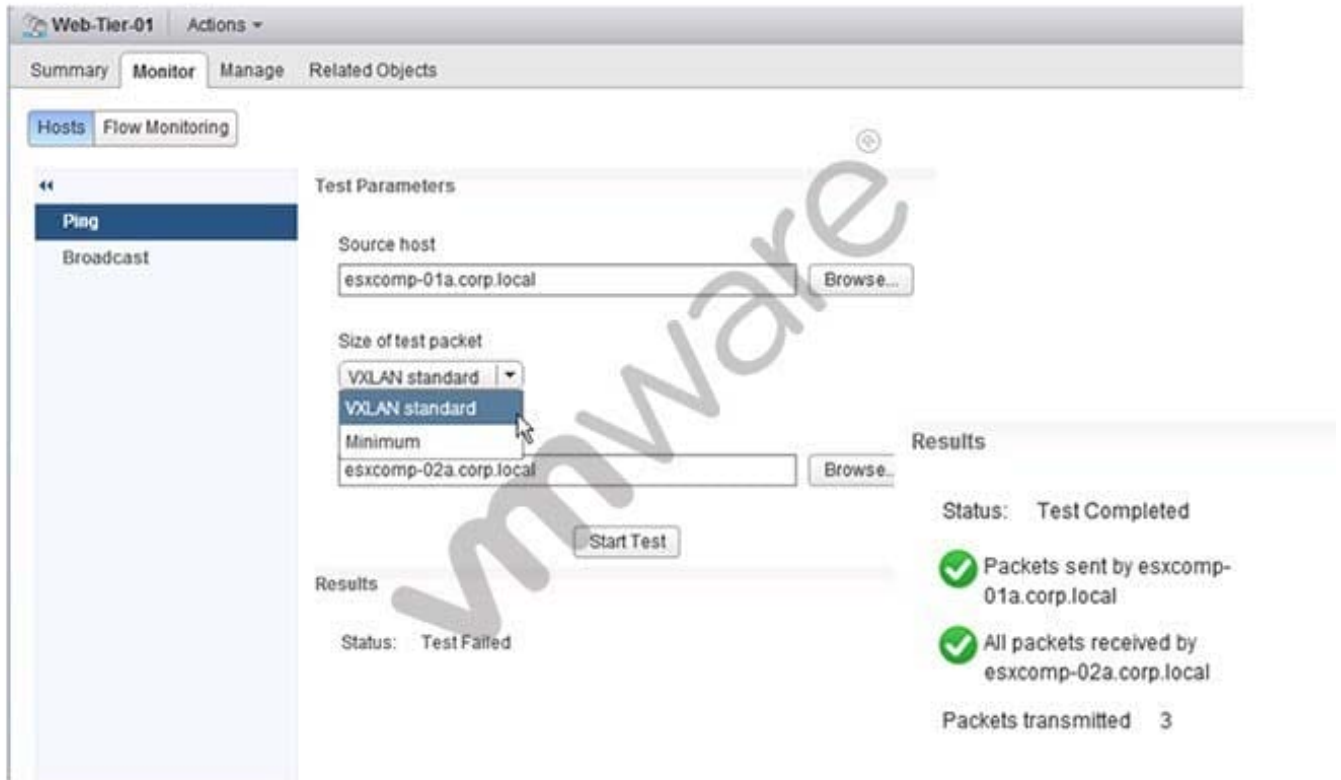 Web-Tier-01 Actions
Summary Monitor Manage Related Objects
Hosts Flow Monitoring
Ping
Broadcast
Test Parameters
Source host
esxcomp-01a.corp.local Browse...
Size of test packet
VXLAN standard
VXLAN standard
Minimum
esxcomp-02a.corp.local Browse..
Start Test
Results
Status: Test Failed
Results
Status: Test Completed
Packets sent by esxcomp-
01a.corp.local
All packets received by
esxcomp-02a.corp.local
Packets transmitted 3
vmware